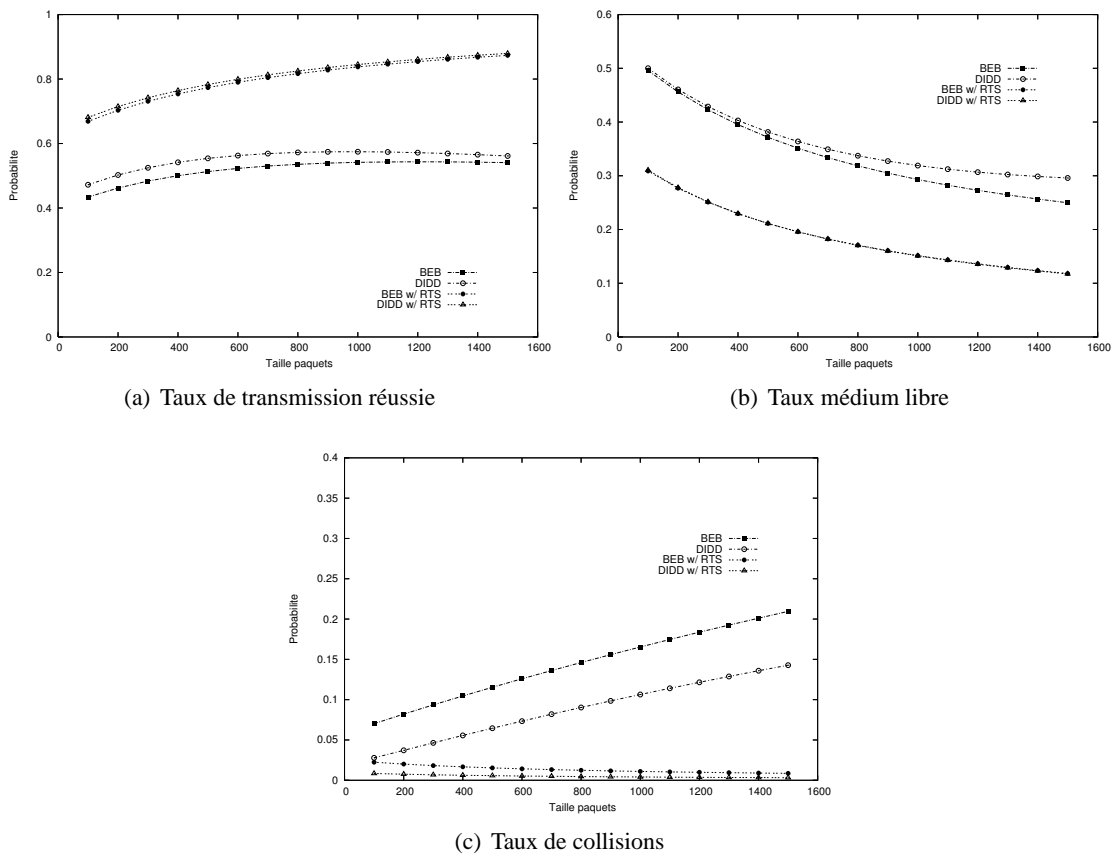 1
0.8
0.6
0.4
0.2
0
Probabilite
BEB
DIDD
BEB w/ RTS
DIDD w/ RTS
0 200 400 600 800 1000 1200 1400 1600
Taille paquets
(a) Taux de transmission réussie
0.6
0.5
0.4
0.3
0.2
0.1
0
Probabilite
BEB
DIDD
BEB w/ RTS
DIDD w/ RTS
0 200 400 600 800 1000 1200 1400 1600
Taille paquets
(b) Taux médium libre
0.4
0.35
0.3
0.25
0.2
0.15
0.1
0.05
0
Probabilite
BEB
DIDD
BEB w/ RTS
DIDD w/ RTS
0 200 400 600 800 1000 1200 1400 1600
Taille paquets
(c) Taux de collisions